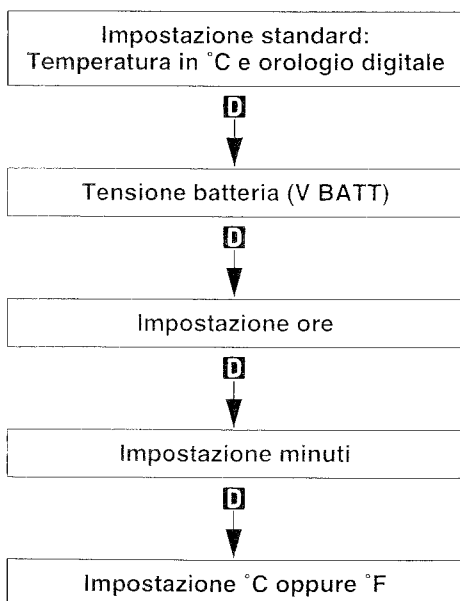 Impostazione standard:
Temperatura in °C e orologio digitale
D
Tensione batteria (V BATT)
D
Impostazione ore
D
Impostazione minuti
D
Impostazione °C oppure °F